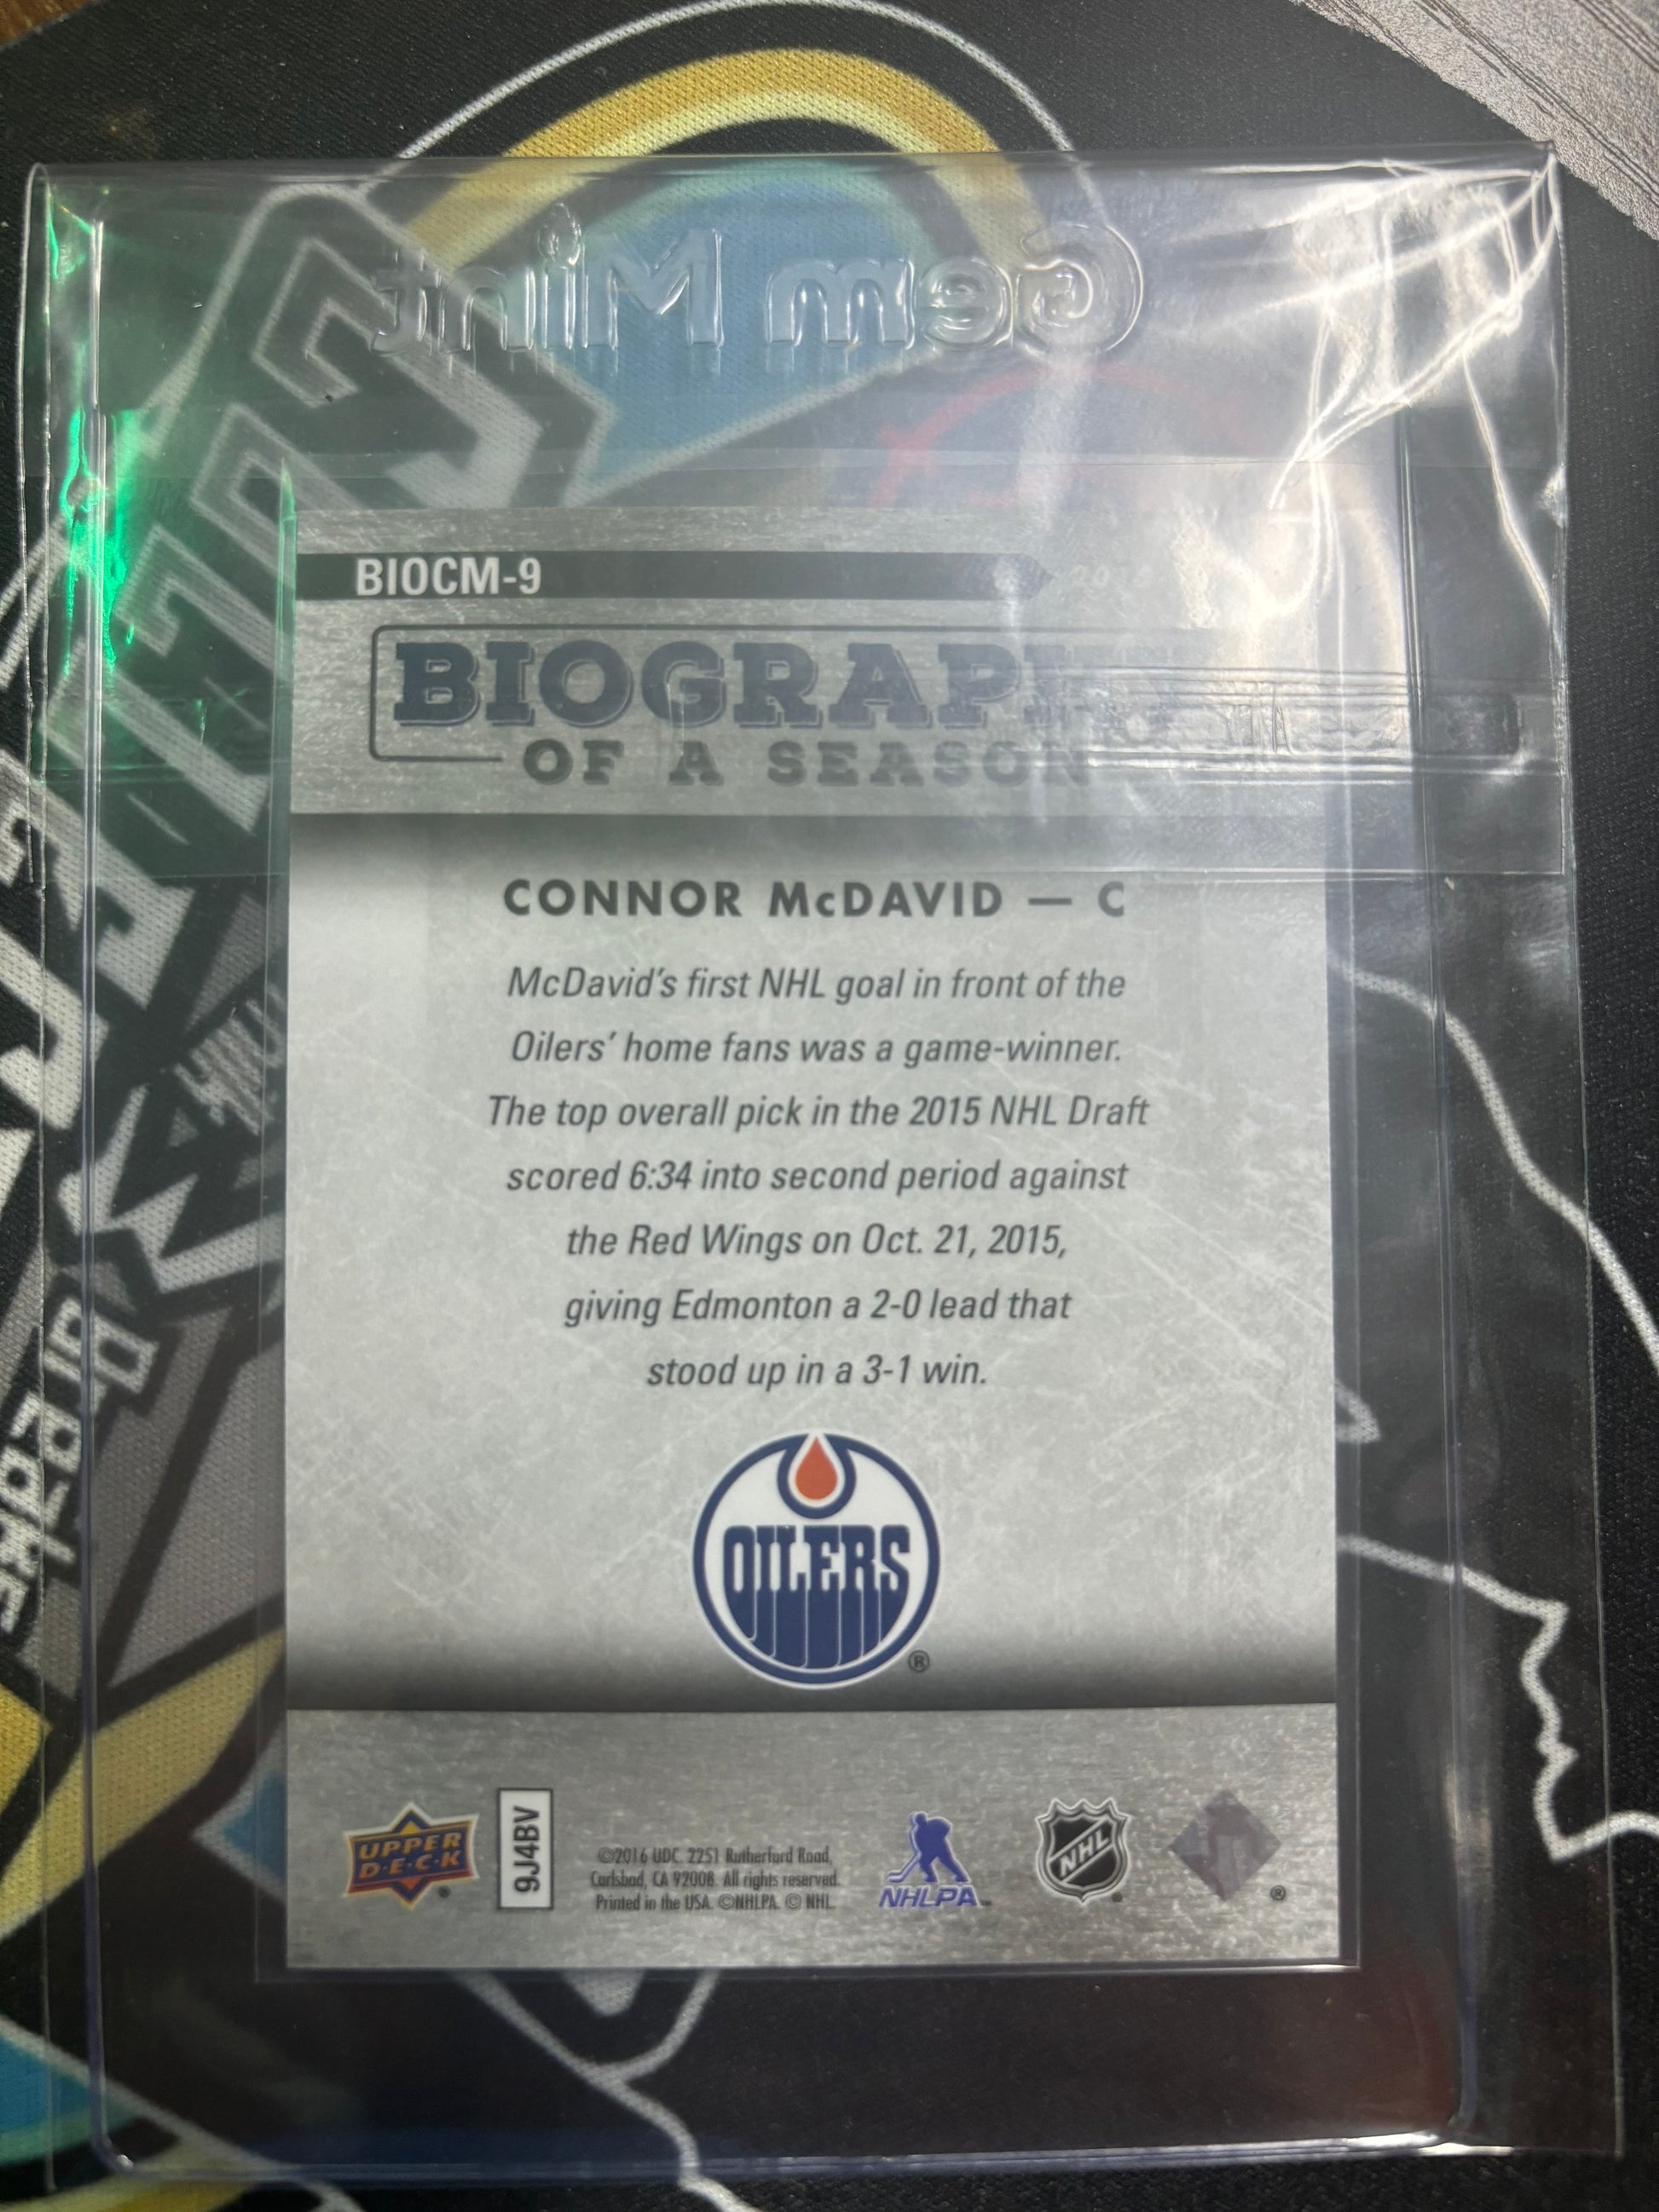 Gem Mint
BIOCM-9
BIOGRAPHY
OF A SEASON
CONNOR McDAVID — C
McDavid's first NHL goal in front of the
Oilers' home fans was a game-winner.
The top overall pick in the 2015 NHL Draft
scored 6:34 into second period against
the Red Wings on Oct. 21, 2015,
giving Edmonton a 2-0 lead that
stood up in a 3-1 win.
OILERS
®
UPPER
D·E·C·K
®
9J4BV
©2016 UDC. 2251 Rutherford Road,
Carlsbad, CA 92008. All rights reserved.
Printed in the USA. ©NHLPA. © NHL.
NHLPA™
NHL
®
®